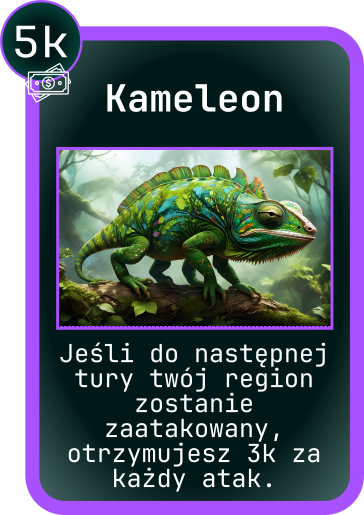 5k
Kameleon
Jeśli do następnej
tury twój region
zostanie
zaatakowany,
otrzymujesz 3k za
każdy atak.